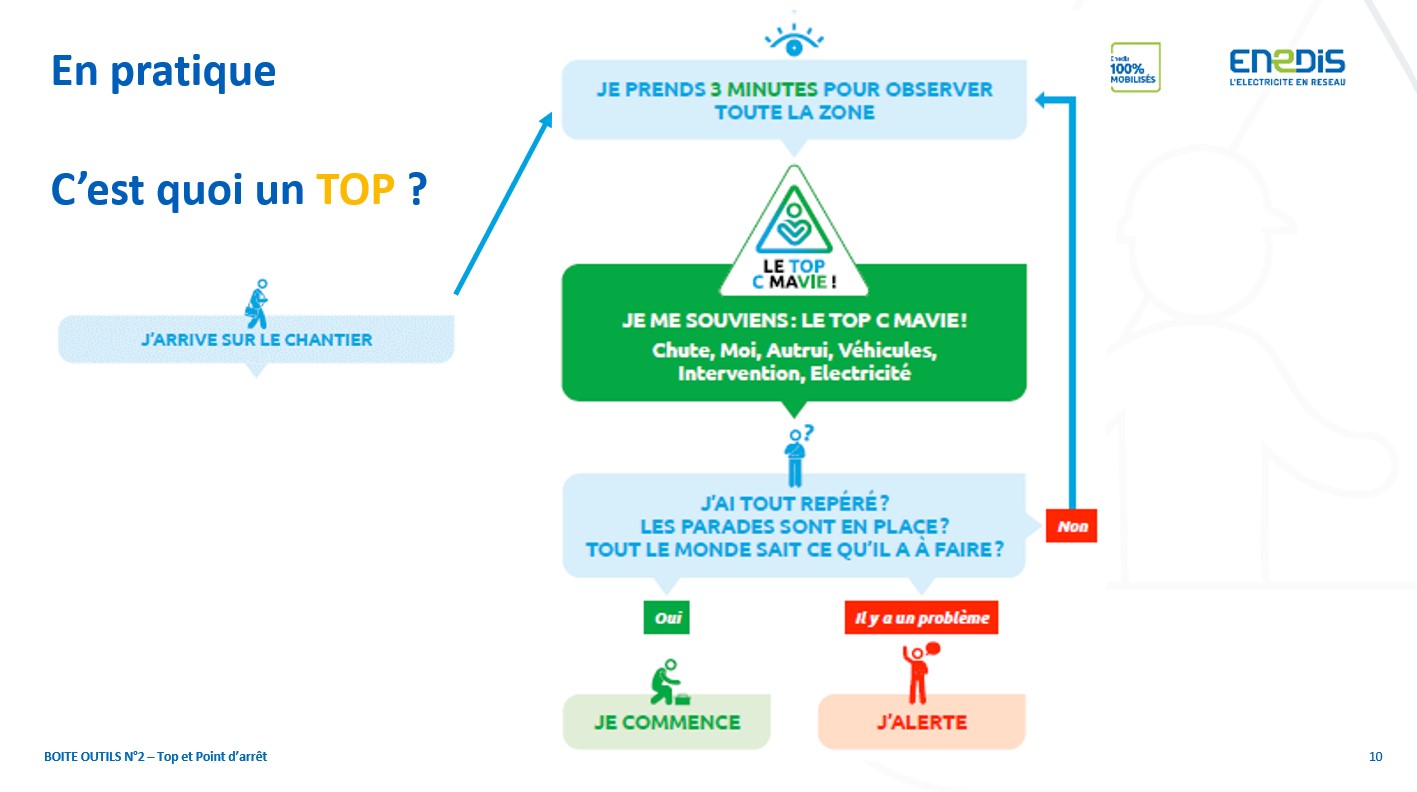 En pratique
C'est quoi un TOP ?
J'ARRIVE SUR LE CHANTIER
JE PRENDS 3 MINUTES POUR OBSERVER
TOUTE LA ZONE
LE TOP
C MAVIE !
JE ME SOUVIENS : LE TOP C MAVIE !
Chute, Moi, Autrui, Véhicules,
Intervention, Electricité
?
J'AI TOUT REPÉRÉ ?
LES PARADES SONT EN PLACE ?
TOUT LE MONDE SAIT CE QU'IL A À FAIRE ?
Non
Oui
Il y a un problème
JE COMMENCE
J'ALERTE
Enedis
100%
MOBILISÉS
ENEDIS
L'ELECTRICITE EN RESEAU
BOITE OUTILS N°2 – Top et Point d'arrêt
10